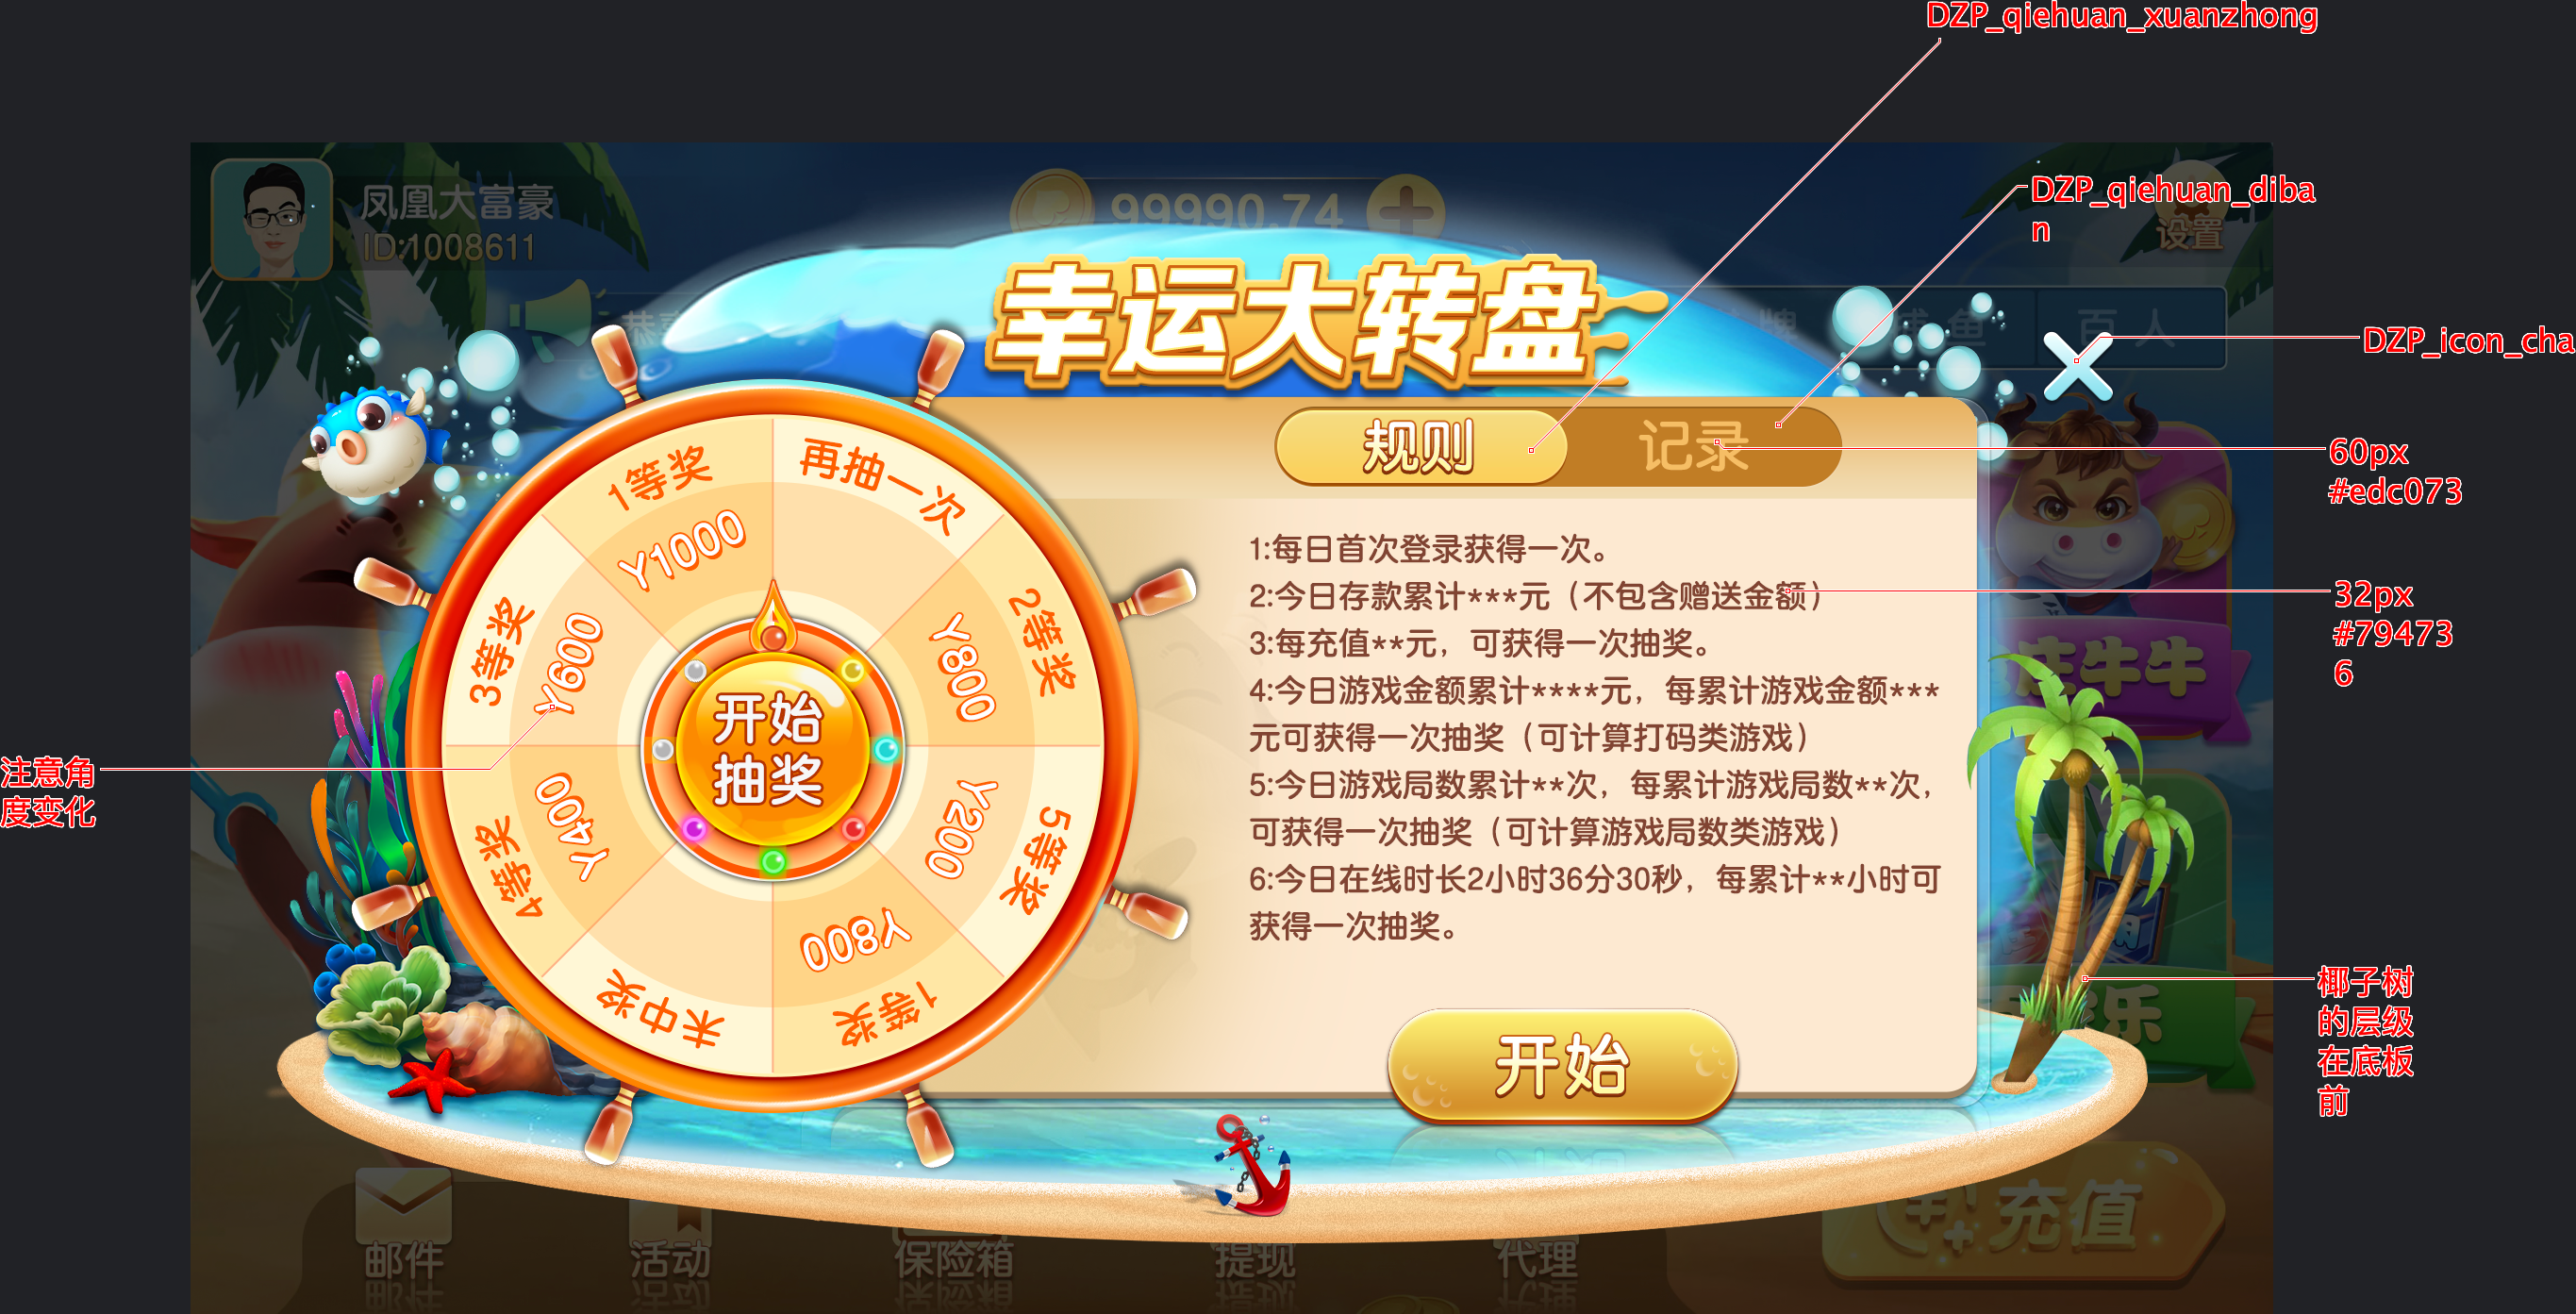 DZP_qiehuan_xuanzhong
DZP_qiehuan_diba
n
凤凰大富豪
ID:1008611
99990.74
设置
幸运大转盘
百人
DZP_icon_cha
规则
记录
60px
#edc073
1等奖
Y1000
再抽一次
2等奖
Y800
5等奖
Y200
1等奖
Y800
未中奖
4等奖
Y400
3等奖
Y600
开始
抽奖
1:每日首次登录获得一次。
2:今日存款累计***元（不包含赠送金额）
3:每充值**元，可获得一次抽奖。
4:今日游戏金额累计****元，每累计游戏金额***
元可获得一次抽奖（可计算打码类游戏）
5:今日游戏局数累计**次，每累计游戏局数**次，
可获得一次抽奖（可计算游戏局数类游戏）
6:今日在线时长2小时36分30秒，每累计**小时可
获得一次抽奖。
32px
#79473
6
庄牛牛
注意角
度变化
椰子树
的层级
在底板
前
乐
开始
邮件
活动
保险箱
提现
代理
充值